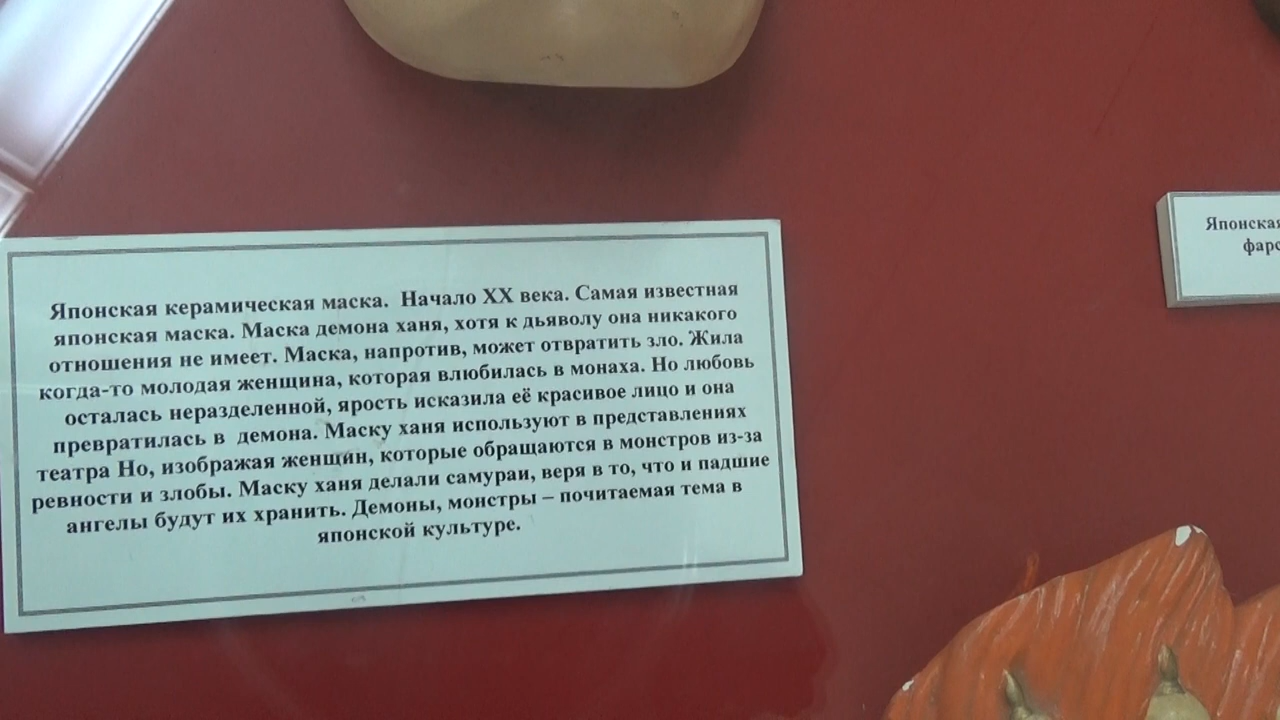 Японская керамическая маска. Начало XX века. Самая известная
японская маска. Маска демона ханя, хотя к дьяволу она никакого
отношения не имеет. Маска, напротив, может отвратить зло. Жила
когда-то молодая женщина, которая влюбилась в монаха. Но любовь
осталась неразделенной, ярость исказила её красивое лицо и она
превратилась в демона. Маску ханя используют в представлениях
театра Но, изображая женщин, которые обращаются в монстров из-за
ревности и злобы. Маску ханя делали самураи, веря в то, что и падшие
ангелы будут их хранить. Демоны, монстры – почитаемая тема в
японской культуре.
Японская